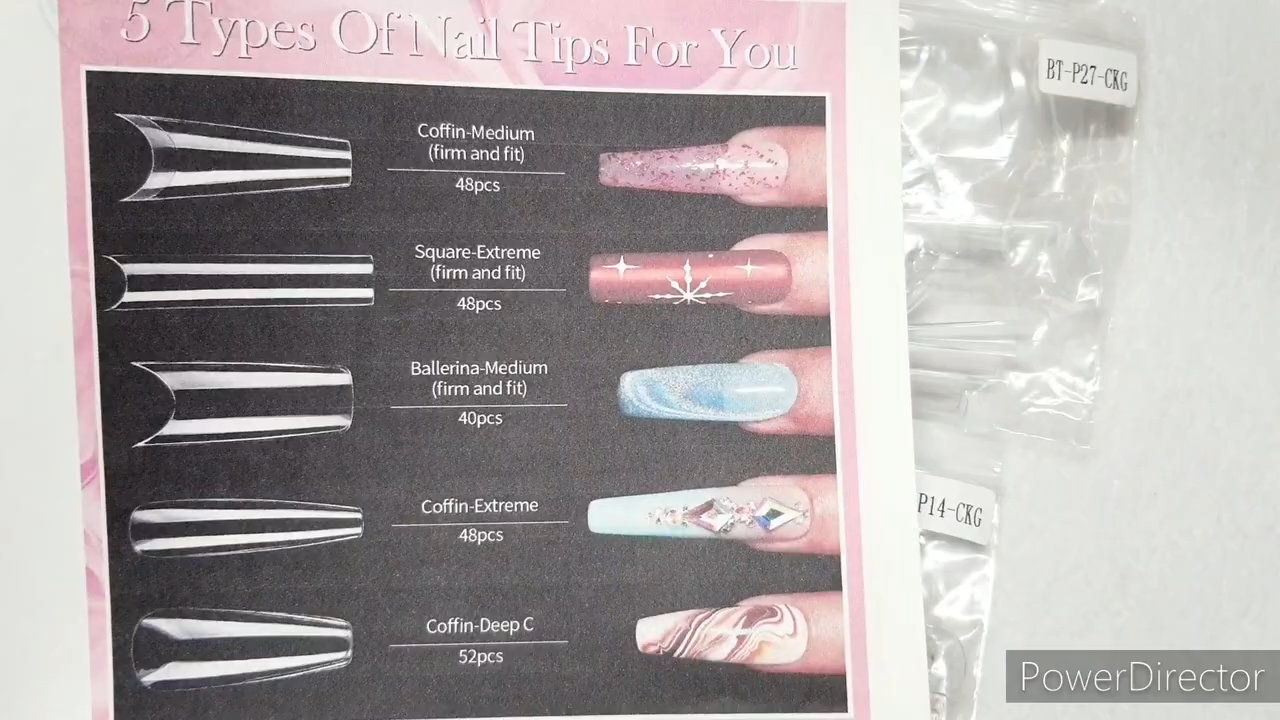 5 Types Of Nail Tips For You
BT-P27-CKG
Coffin-Medium
(firm and fit)
48pcs
Square-Extreme
(firm and fit)
48pcs
Ballerina-Medium
(firm and fit)
40pcs
Coffin-Extreme
48pcs
P14-CKG
Coffin-Deep C
52pcs
PowerDirector